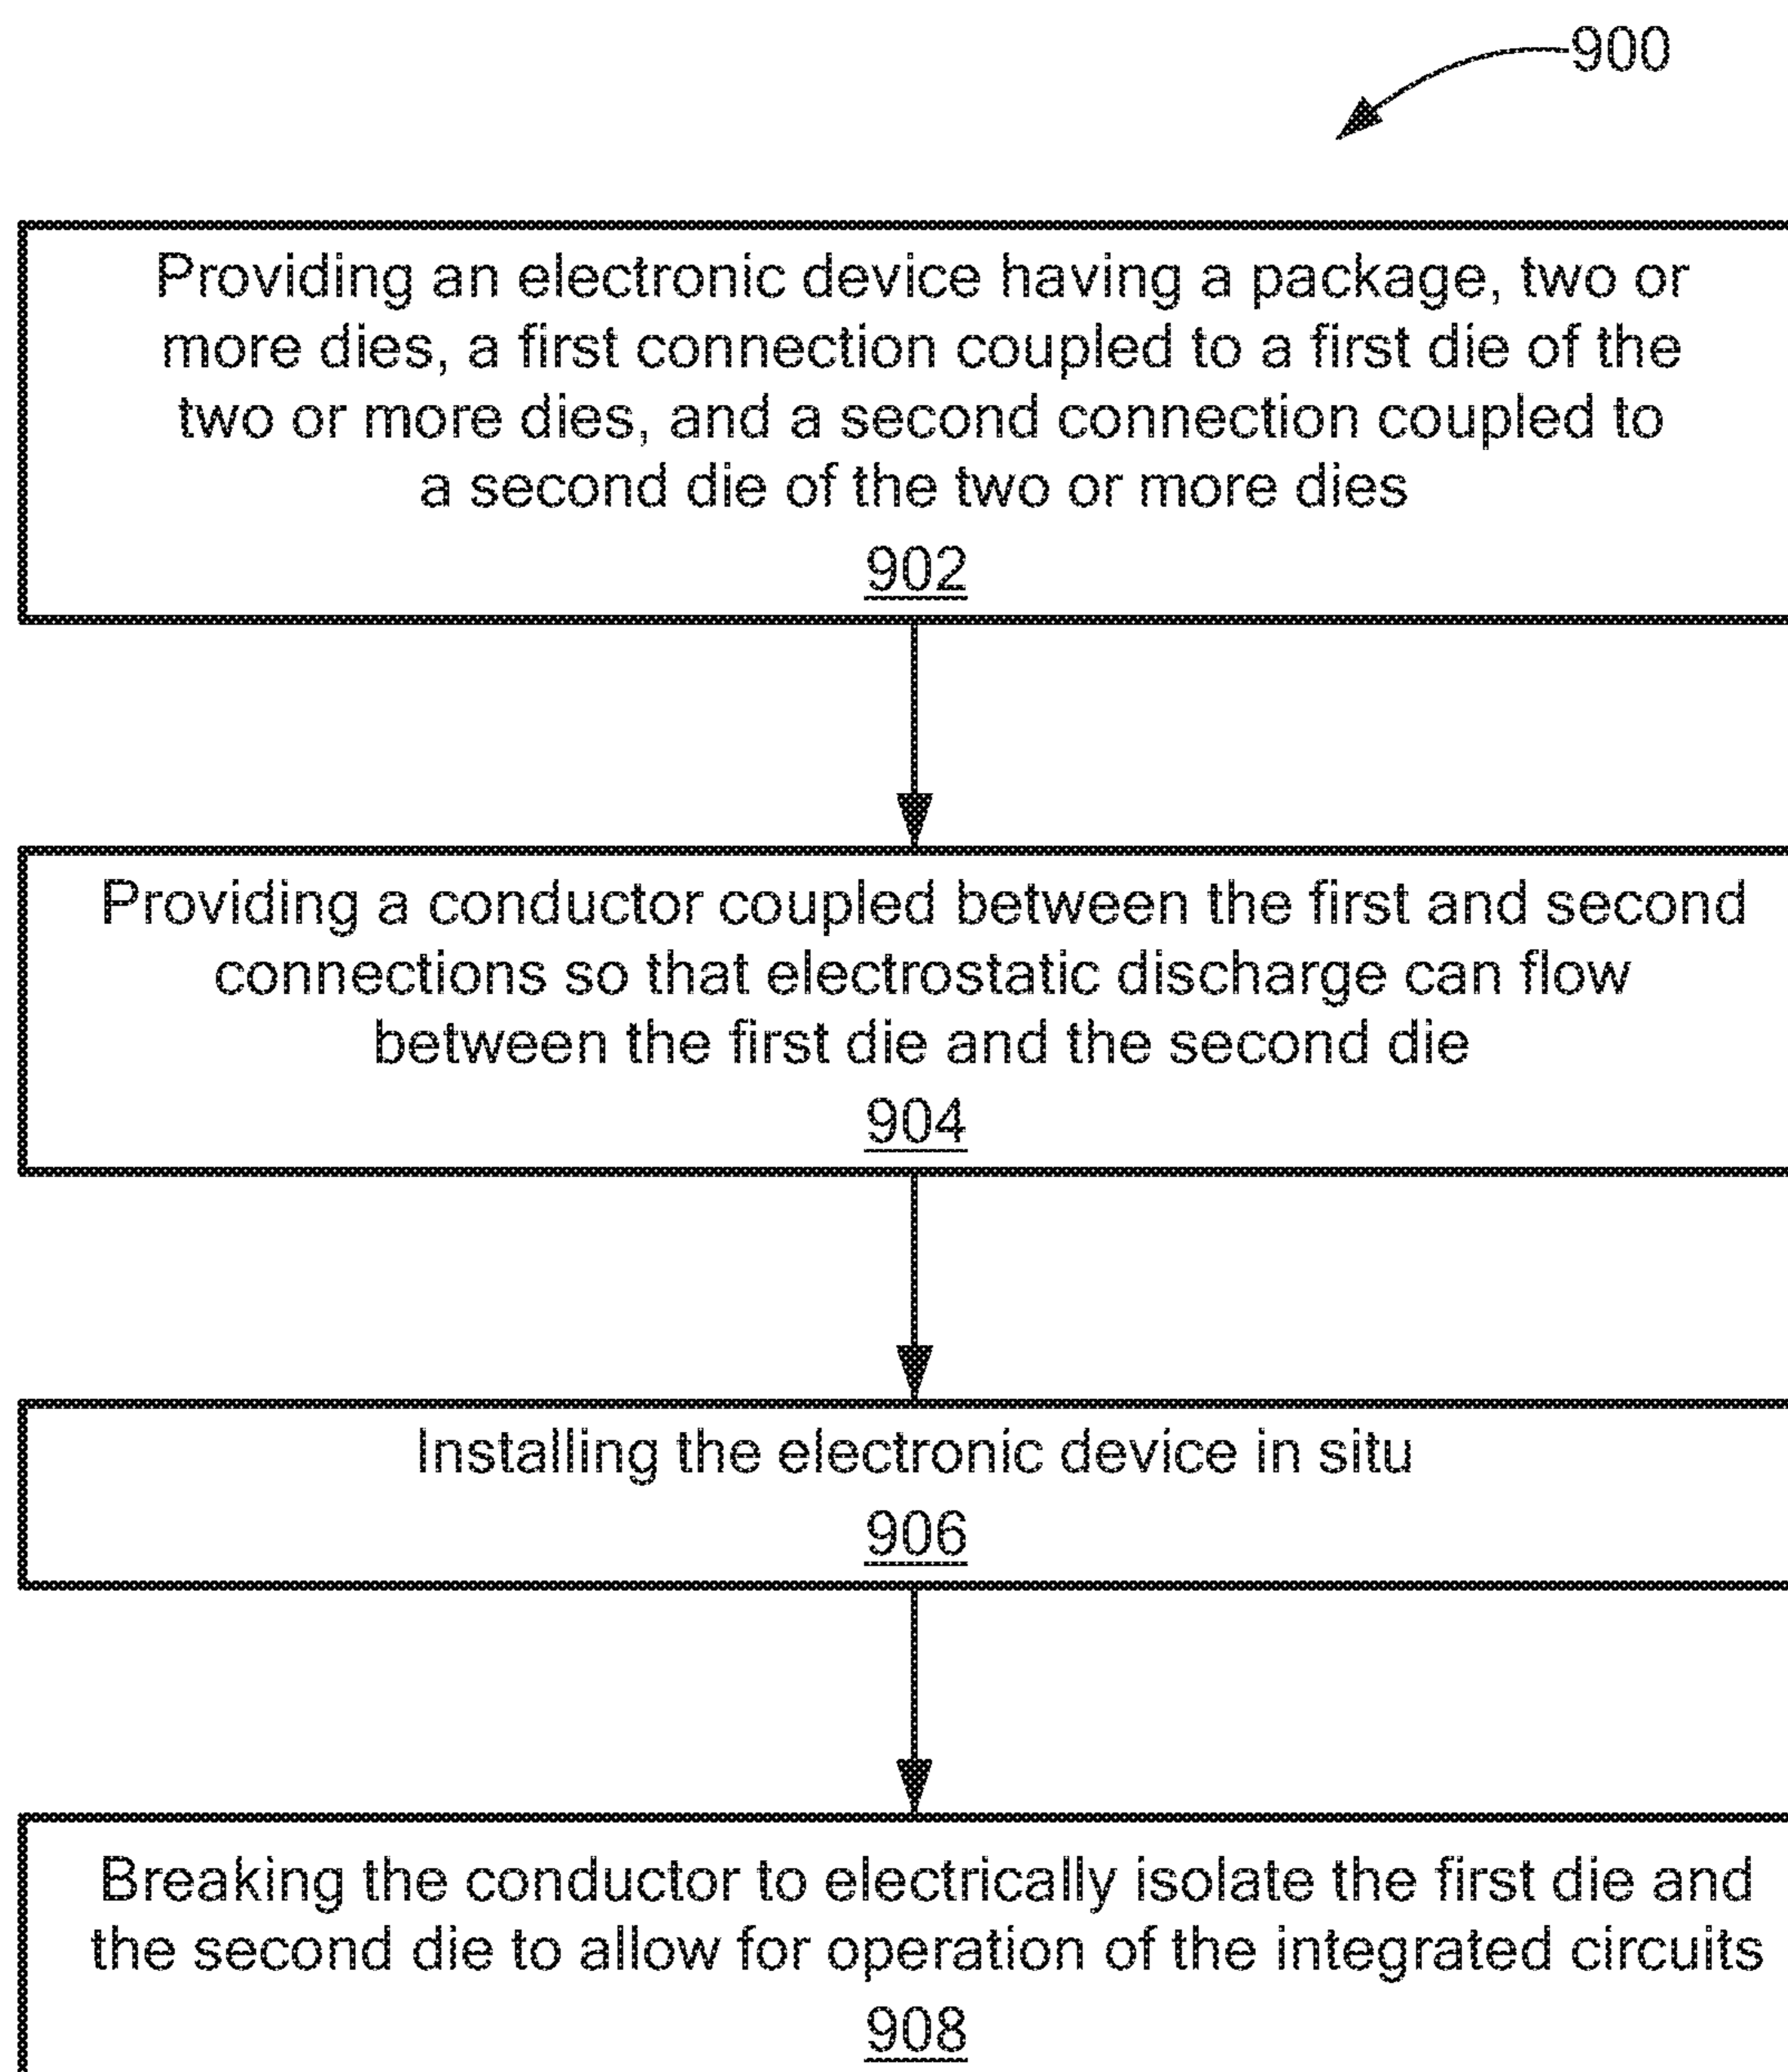 900
Providing an electronic device having a package, two or
more dies, a first connection coupled to a first die of the
two or more dies, and a second connection coupled to
a second die of the two or more dies
902
Providing a conductor coupled between the first and second
connections so that electrostatic discharge can flow
between the first die and the second die
904
Installing the electronic device in situ
906
Breaking the conductor to electrically isolate the first die and
the second die to allow for operation of the integrated circuits
908